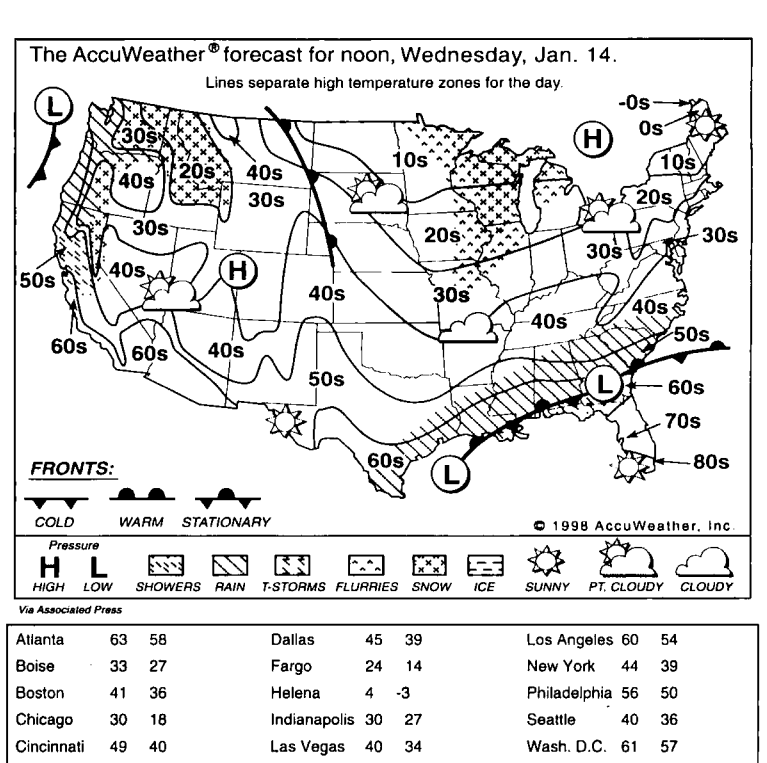 The AccuWeather® forecast for noon, Wednesday, Jan. 14.
Lines separate high temperature zones for the day.
L
-0s
0s
H
30s
10s
10s
40s
20s
40s
30s
20s
30s
20s
30s
30s
50s
40s
H
40s
30s
40s
40s
50s
60s
60s
40s
50s
L
60s
70s
60s
L
80s
FRONTS:
COLD WARM STATIONARY
© 1998 AccuWeather, Inc.
Pressure
H L
HIGH LOW SHOWERS RAIN T-STORMS FLURRIES SNOW ICE SUNNY PT. CLOUDY CLOUDY
Via Associated Press
Atlanta 63 58 Dallas 45 39 Los Angeles 60 54
Boise 33 27 Fargo 24 14 New York 44 39
Boston 41 36 Helena 4 -3 Philadelphia 56 50
Chicago 30 18 Indianapolis 30 27 Seattle 40 36
Cincinnati 49 40 Las Vegas 40 34 Wash. D.C. 61 57